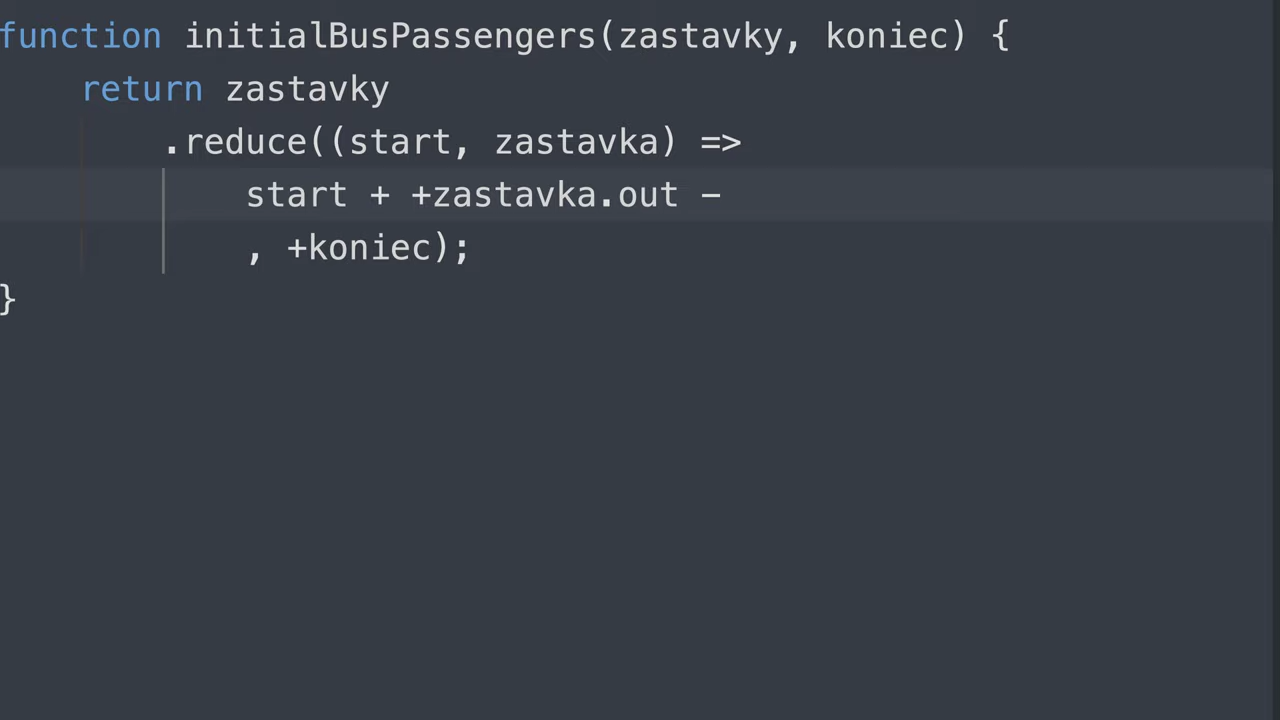 function initialBusPassengers(zastavky, koniec) {
return zastavky
.reduce((start, zastavka) =>
start + +zastavka.out -
, +koniec);
}